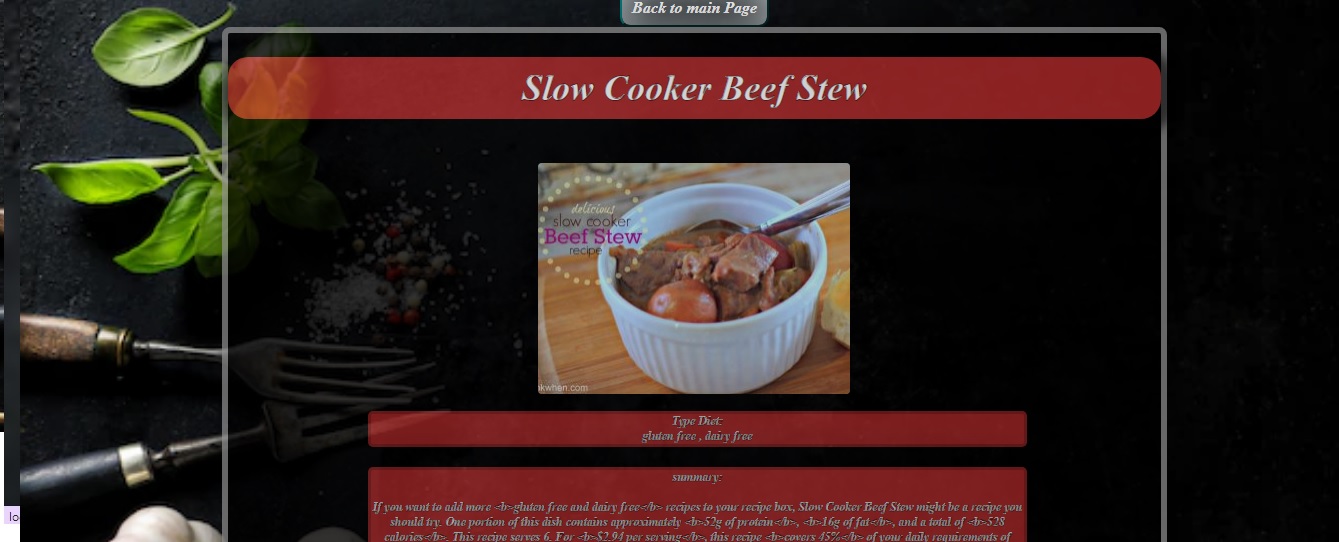 Back to main Page
Slow Cooker Beef Stew
delicious
slow cooker
Beef Stew
recipe
kwhen.com
Type Diet:
gluten free , dairy free
summary:
If you want to add more <b>gluten free and dairy free</b> recipes to your recipe box, Slow Cooker Beef Stew might be a recipe you
should try. One portion of this dish contains approximately <b>52g of protein</b>, <b>16g of fat</b>, and a total of <b>528
calories</b>. This recipe serves 6. For <b>$2.94 per serving</b>, this recipe <b>covers 45%</b> of your daily requirements of
lo